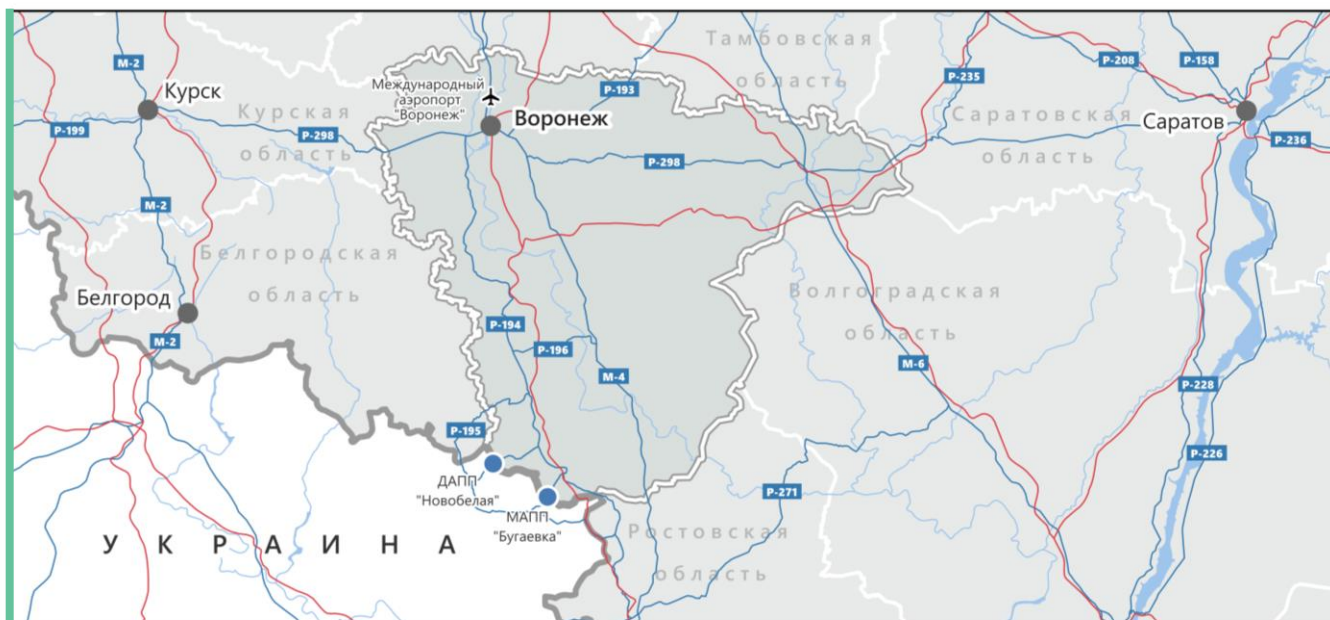 Тамбовская
область
М-2
Р-208
Р-158
Р-235
Международный
аэропорт
"Воронеж"
Р-193
Курск
Курская
область
Воронеж
Саратовская
область
Саратов
Р-199
Р-298
Р-236
Р-298
М-2
Белгородская
область
Белгород
Волгоградская
область
М-2
Р-194
Р-196
М-4
М-6
Р-228
Р-195
Р-226
ДАПП
"Новобелая"
Р-271
МАПП
"Бугаевка"
Ростовская
область
УКРАИНА